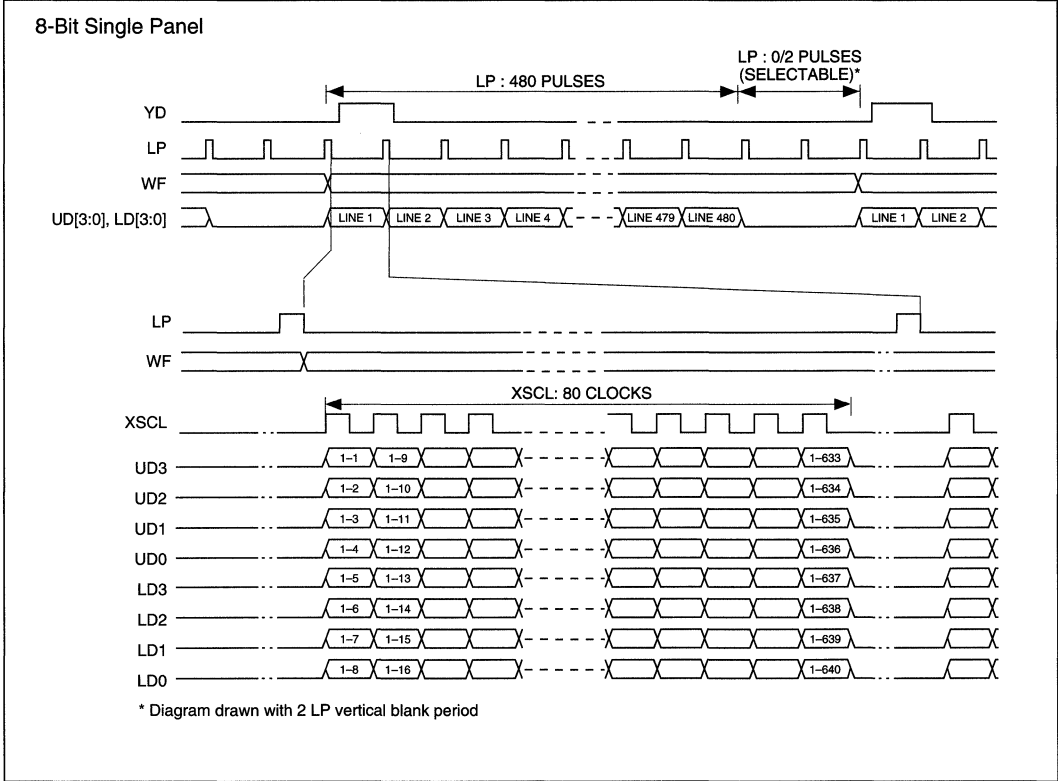 8-Bit Single Panel
LP : 0/2 PULSES
(SELECTABLE)*
LP : 480 PULSES
YD
LP
WF
UD[3:0], LD[3:0] LINE 1 LINE 2 LINE 3 LINE 4 LINE 479 LINE 480 LINE 1 LINE 2
LP
WF
XSCL: 80 CLOCKS
XSCL
UD3 1–1 1–9 1–633
UD2 1–2 1–10 1–634
UD1 1–3 1–11 1–635
UD0 1–4 1–12 1–636
LD3 1–5 1–13 1–637
LD2 1–6 1–14 1–638
LD1 1–7 1–15 1–639
LD0 1–8 1–16 1–640
* Diagram drawn with 2 LP vertical blank period